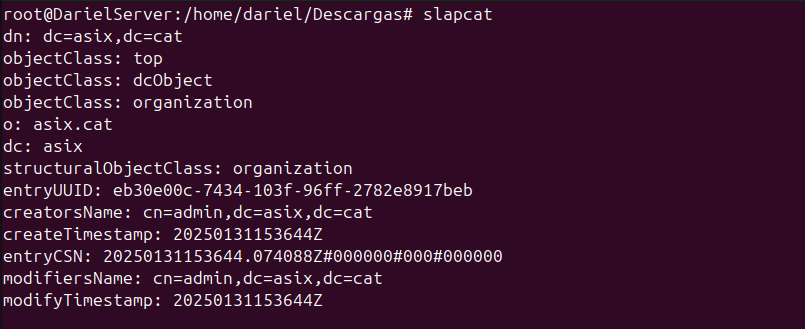 root@DarielServer:/home/dariel/Descargas# slapcat
dn: dc=asix,dc=cat
objectClass: top
objectClass: dcObject
objectClass: organization
o: asix.cat
dc: asix
structuralObjectClass: organization
entryUUID: eb30e00c-7434-103f-96ff-2782e8917beb
creatorsName: cn=admin,dc=asix,dc=cat
createTimestamp: 20250131153644Z
entryCSN: 20250131153644.074088Z#000000#000#000000
modifiersName: cn=admin,dc=asix,dc=cat
modifyTimestamp: 20250131153644Z